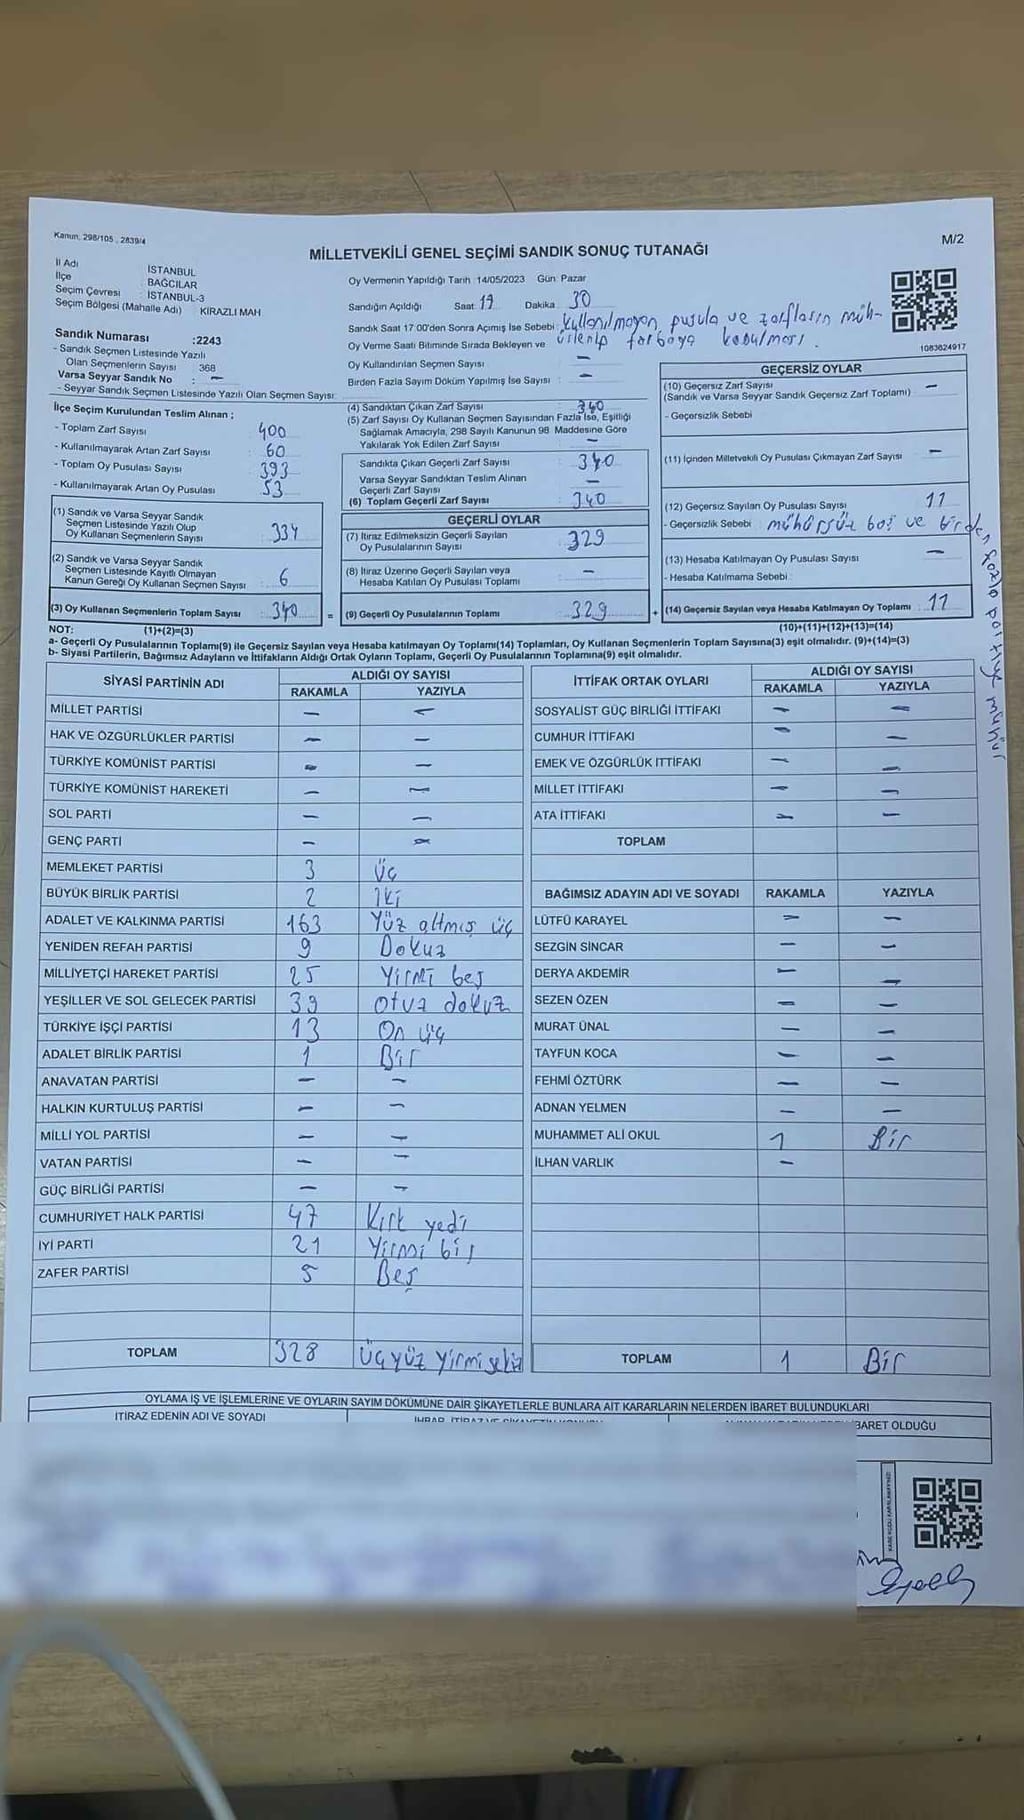 Kanun, 298/105 , 2839/4
M/2
MİLLETVEKİLİ GENEL SEÇİMİ SANDIK SONUÇ TUTANAĞI
İl Adı İSTANBUL
İlçe BAĞCILAR
Seçim Çevresi İSTANBUL-3
Seçim Bölgesi (Mahalle Adı) KİRAZLI MAH.
Oy Vermenin Yapıldığı Tarih :14/05/2023 Gün: Pazar
Sandığın Açıldığı Saat: 17 Dakika 30
Sandık Saat 17:00'den Sonra Açımış İse Sebebi Kullanılmayan pusula ve zarfların müh-
ürlenip torbaya konulması.
Oy Verme Saati Bitiminde Sırada Bekleyen ve
Oy Kullandırılan Seçmen Sayısı : —
Birden Fazla Sayım Döküm Yapılmış İse Sayısı : —
1083624917
Sandık Numarası :2243
- Sandık Seçmen Listesinde Yazılı
Olan Seçmenlerin Sayısı 368
Varsa Seyyar Sandık No : —
- Seyyar Sandık Seçmen Listesinde Yazılı Olan Seçmen Sayısı:
İlçe Seçim Kurulundan Teslim Alınan ;
- Toplam Zarf Sayısı : 400
- Kullanılmayarak Artan Zarf Sayısı : 60
- Toplam Oy Pusulası Sayısı : 393
- Kullanılmayarak Artan Oy Pusulası : 53
(1) Sandık ve Varsa Seyyar Sandık
Seçmen Listesinde Yazılı Olup
Oy Kullanan Seçmenlerin Sayısı : 334
(2) Sandık ve Varsa Seyyar Sandık
Seçmen Listesinde Kayıtlı Olmayan
Kanun Gereği Oy Kullanan Seçmen Sayısı : 6
(3) Oy Kullanan Seçmenlerin Toplam Sayısı : 340 =
(4) Sandıktan Çıkan Zarf Sayısı : 340
(5) Zarf Sayısı Oy Kullanan Seçmen Sayısından Fazla İse, Eşitliği
Sağlamak Amacıyla, 298 Sayılı Kanunun 98 Maddesine Göre
Yakılarak Yok Edilen Zarf Sayısı : —
Sandıkta Çıkan Geçerli Zarf Sayısı : 340
Varsa Seyyar Sandıktan Teslim Alınan
Geçerli Zarf Sayısı : —
(6) Toplam Geçerli Zarf Sayısı : 340
GEÇERLİ OYLAR
(7) İtiraz Edilmeksizin Geçerli Sayılan
Oy Pusulalarının Sayısı : 329
(8) İtiraz Üzerine Geçerli Sayılan veya
Hesaba Katılan Oy Pusulası Toplamı : —
(9) Geçerli Oy Pusulalarının Toplamı : 329 +
GEÇERSİZ OYLAR
(10) Geçersiz Zarf Sayısı : —
(Sandık ve Varsa Seyyar Sandık Geçersiz Zarf Toplamı)
- Geçersizlik Sebebi
(11) İçinden Milletvekili Oy Pusulası Çıkmayan Zarf Sayısı : —
(12) Geçersiz Sayılan Oy Pusulası Sayısı : 11
- Geçersizlik Sebebi : mühürsüz boş ve birden fazla partiye mühür
(13) Hesaba Katılmayan Oy Pusulası Sayısı : —
- Hesaba Katılmama Sebebi :
(14) Geçersiz Sayılan veya Hesaba Katılmayan Oy Toplamı : 11
NOT: (1)+(2)=(3)
(10)+(11)+(12)+(13)=(14)
a- Geçerli Oy Pusulalarının Toplamı(9) ile Geçersiz Sayılan veya Hesaba katılmayan Oy Toplamı(14) Toplamları, Oy Kullanan Seçmenlerin Toplam Sayısına(3) eşit olmalıdır. (9)+(14)=(3)
b- Siyasi Partilerin, Bağımsız Adayların ve İttifakların Aldığı Ortak Oyların Toplamı, Geçerli Oy Pusulalarının Toplamına(9) eşit olmalıdır.
SİYASİ PARTİNİN ADI ALDIĞI OY SAYISI
RAKAMLA YAZIYLA
MİLLET PARTİSİ — —
HAK VE ÖZGÜRLÜKLER PARTİSİ — —
TÜRKİYE KOMÜNİST PARTİSİ — —
TÜRKİYE KOMÜNİST HAREKETİ — —
SOL PARTİ — —
GENÇ PARTİ — —
MEMLEKET PARTİSİ 3 Üç
BÜYÜK BİRLİK PARTİSİ 2 İki
ADALET VE KALKINMA PARTİSİ 163 Yüz altmış üç
YENİDEN REFAH PARTİSİ 9 Dokuz
MİLLİYETÇİ HAREKET PARTİSİ 25 Yirmi beş
YEŞİLLER VE SOL GELECEK PARTİSİ 39 Otuz dokuz
TÜRKİYE İŞÇİ PARTİSİ 13 On üç
ADALET BİRLİK PARTİSİ 1 Bir
ANAVATAN PARTİSİ — —
HALKIN KURTULUŞ PARTİSİ — —
MİLLİ YOL PARTİSİ — —
VATAN PARTİSİ — —
GÜÇ BİRLİĞİ PARTİSİ — —
CUMHURİYET HALK PARTİSİ 47 Kırk yedi
İYİ PARTİ 21 Yirmi bir
ZAFER PARTİSİ 5 Beş
TOPLAM 328 Üçyüz yirmi sekiz
İTTİFAK ORTAK OYLARI ALDIĞI OY SAYISI
RAKAMLA YAZIYLA
SOSYALİST GÜÇ BİRLİĞİ İTTİFAKI — —
CUMHUR İTTİFAKI — —
EMEK VE ÖZGÜRLÜK İTTİFAKI — —
MİLLET İTTİFAKI — —
ATA İTTİFAKI — —
TOPLAM
BAĞIMSIZ ADAYIN ADI VE SOYADI RAKAMLA YAZIYLA
LÜTFÜ KARAYEL — —
SEZGİN SİNCAR — —
DERYA AKDEMİR — —
SEZEN ÖZEN — —
MURAT ÜNAL — —
TAYFUN KOCA — —
FEHMİ ÖZTÜRK — —
ADNAN YELMEN — —
MUHAMMET ALİ OKUL 1 Bir
İLHAN VARLIK —
TOPLAM 1 Bir
OYLAMA İŞ VE İŞLEMLERİNE VE OYLARIN SAYIM DÖKÜMÜNE DAİR ŞİKAYETLERLE BUNLARA AİT KARARLARIN NELERDEN İBARET BULUNDUKLARI
İTİRAZ EDENİN ADI VE SOYADI
İBARET OLDUĞU